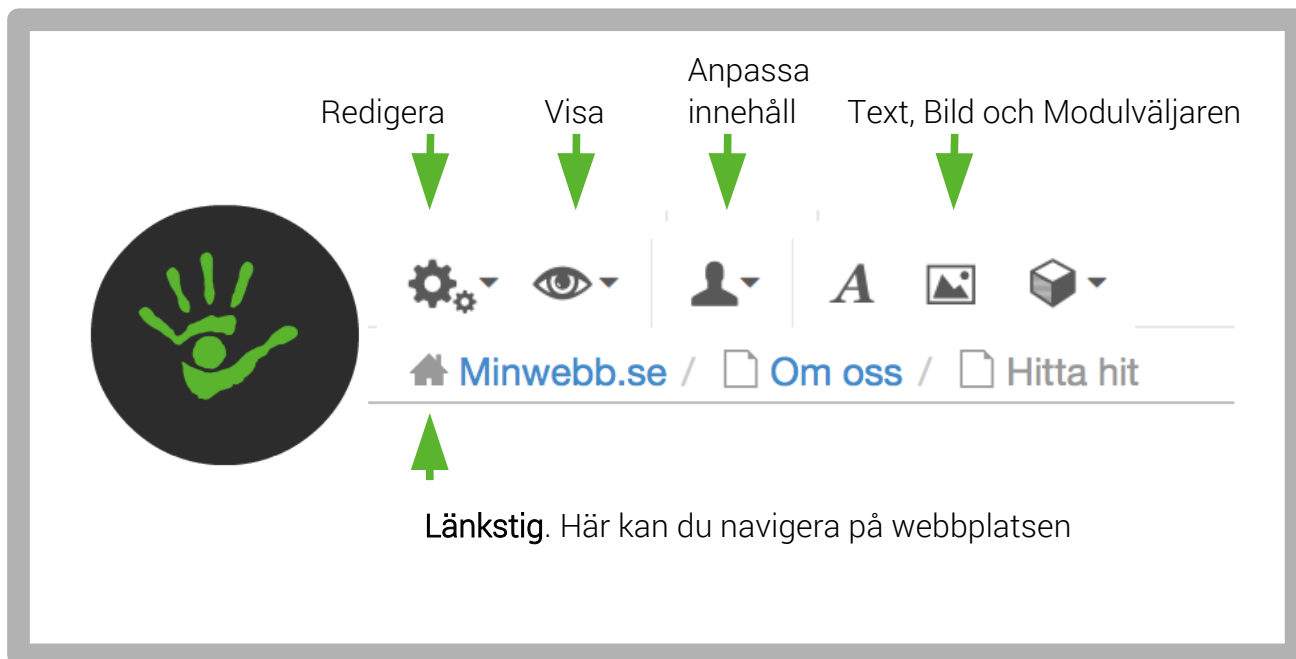 Anpassa
Redigera Visa innehåll Text, Bild och Modulväljaren
A
Minwebb.se / Om oss / Hitta hit
Länkstig. Här kan du navigera på webbplatsen